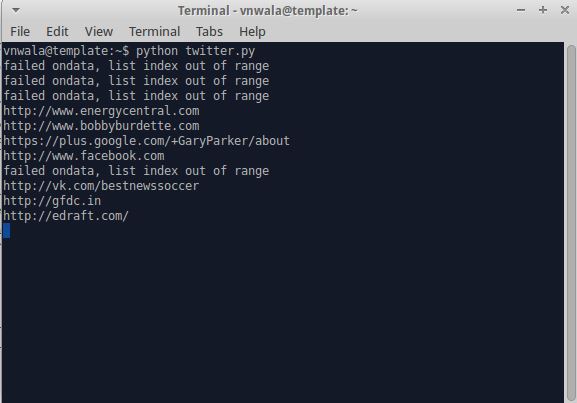 Terminal - vnwala@template: ~
File Edit View Terminal Tabs Help
vnwala@template:~$ python twitter.py
failed ondata, list index out of range
failed ondata, list index out of range
failed ondata, list index out of range
http://www.energycentral.com
http://www.bobbyburdette.com
https://plus.google.com/+GaryParker/about
http://www.facebook.com
failed ondata, list index out of range
http://vk.com/bestnewssoccer
http://gfdc.in
http://edraft.com/